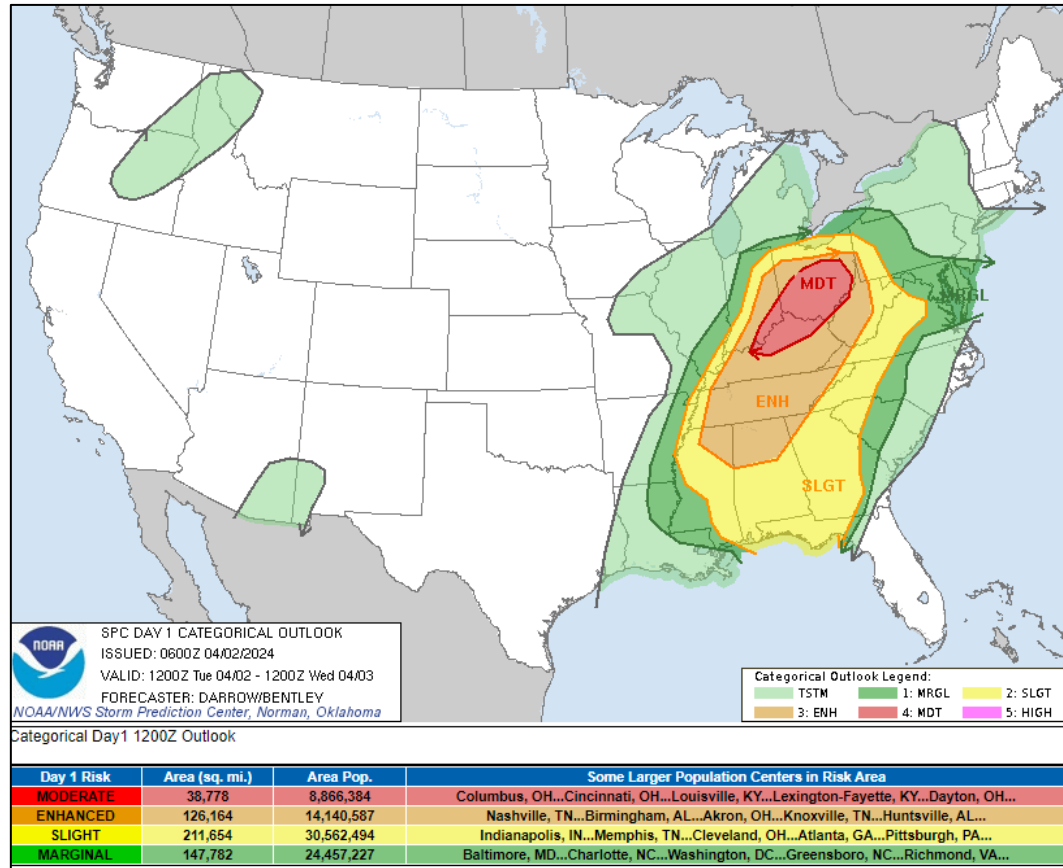 MDT
MRGL
ENH
SLGT
NOAA
SPC DAY 1 CATEGORICAL OUTLOOK
ISSUED: 0600Z 04/02/2024
VALID: 1200Z Tue 04/02 - 1200Z Wed 04/03
FORECASTER: DARROW/BENTLEY
NOAA/NWS Storm Prediction Center, Norman, Oklahoma
Categorical Outlook Legend:
TSTM 1: MRGL 2: SLGT
3: ENH 4: MDT 5: HIGH
Categorical Day1 1200Z Outlook
Day 1 Risk Area (sq. mi.) Area Pop. Some Larger Population Centers in Risk Area
MODERATE 38,778 8,866,384 Columbus, OH...Cincinnati, OH...Louisville, KY...Lexington-Fayette, KY...Dayton, OH...
ENHANCED 126,164 14,140,587 Nashville, TN...Birmingham, AL...Akron, OH...Knoxville, TN...Huntsville, AL...
SLIGHT 211,654 30,562,494 Indianapolis, IN...Memphis, TN...Cleveland, OH...Atlanta, GA...Pittsburgh, PA...
MARGINAL 147,782 24,457,227 Baltimore, MD...Charlotte, NC...Washington, DC...Greensboro, NC...Richmond, VA...